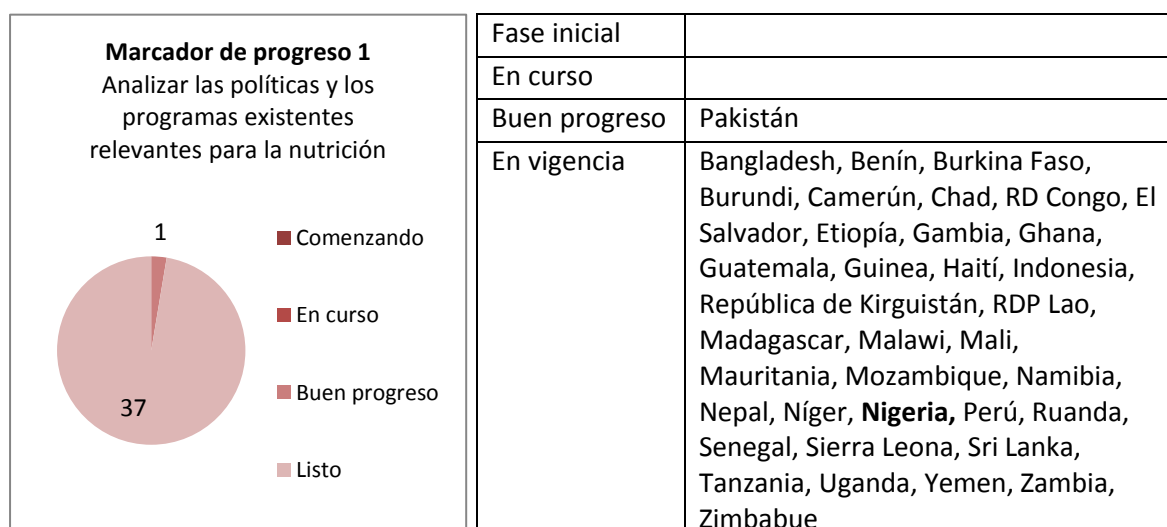 Marcador de progreso 1
Analizar las políticas y los
programas existentes
relevantes para la nutrición
1
37
Comenzando
En curso
Buen progreso
Listo
Fase inicial
En curso
Buen progreso
Pakistán
En vigencia
Bangladesh, Benín, Burkina Faso,
Burundi, Camerún, Chad, RD Congo, El
Salvador, Etiopía, Gambia, Ghana,
Guatemala, Guinea, Haití, Indonesia,
República de Kirguistán, RDP Lao,
Madagascar, Malawi, Mali,
Mauritania, Mozambique, Namibia,
Nepal, Níger, Nigeria, Perú, Ruanda,
Senegal, Sierra Leona, Sri Lanka,
Tanzania, Uganda, Yemen, Zambia,
Zimbabue